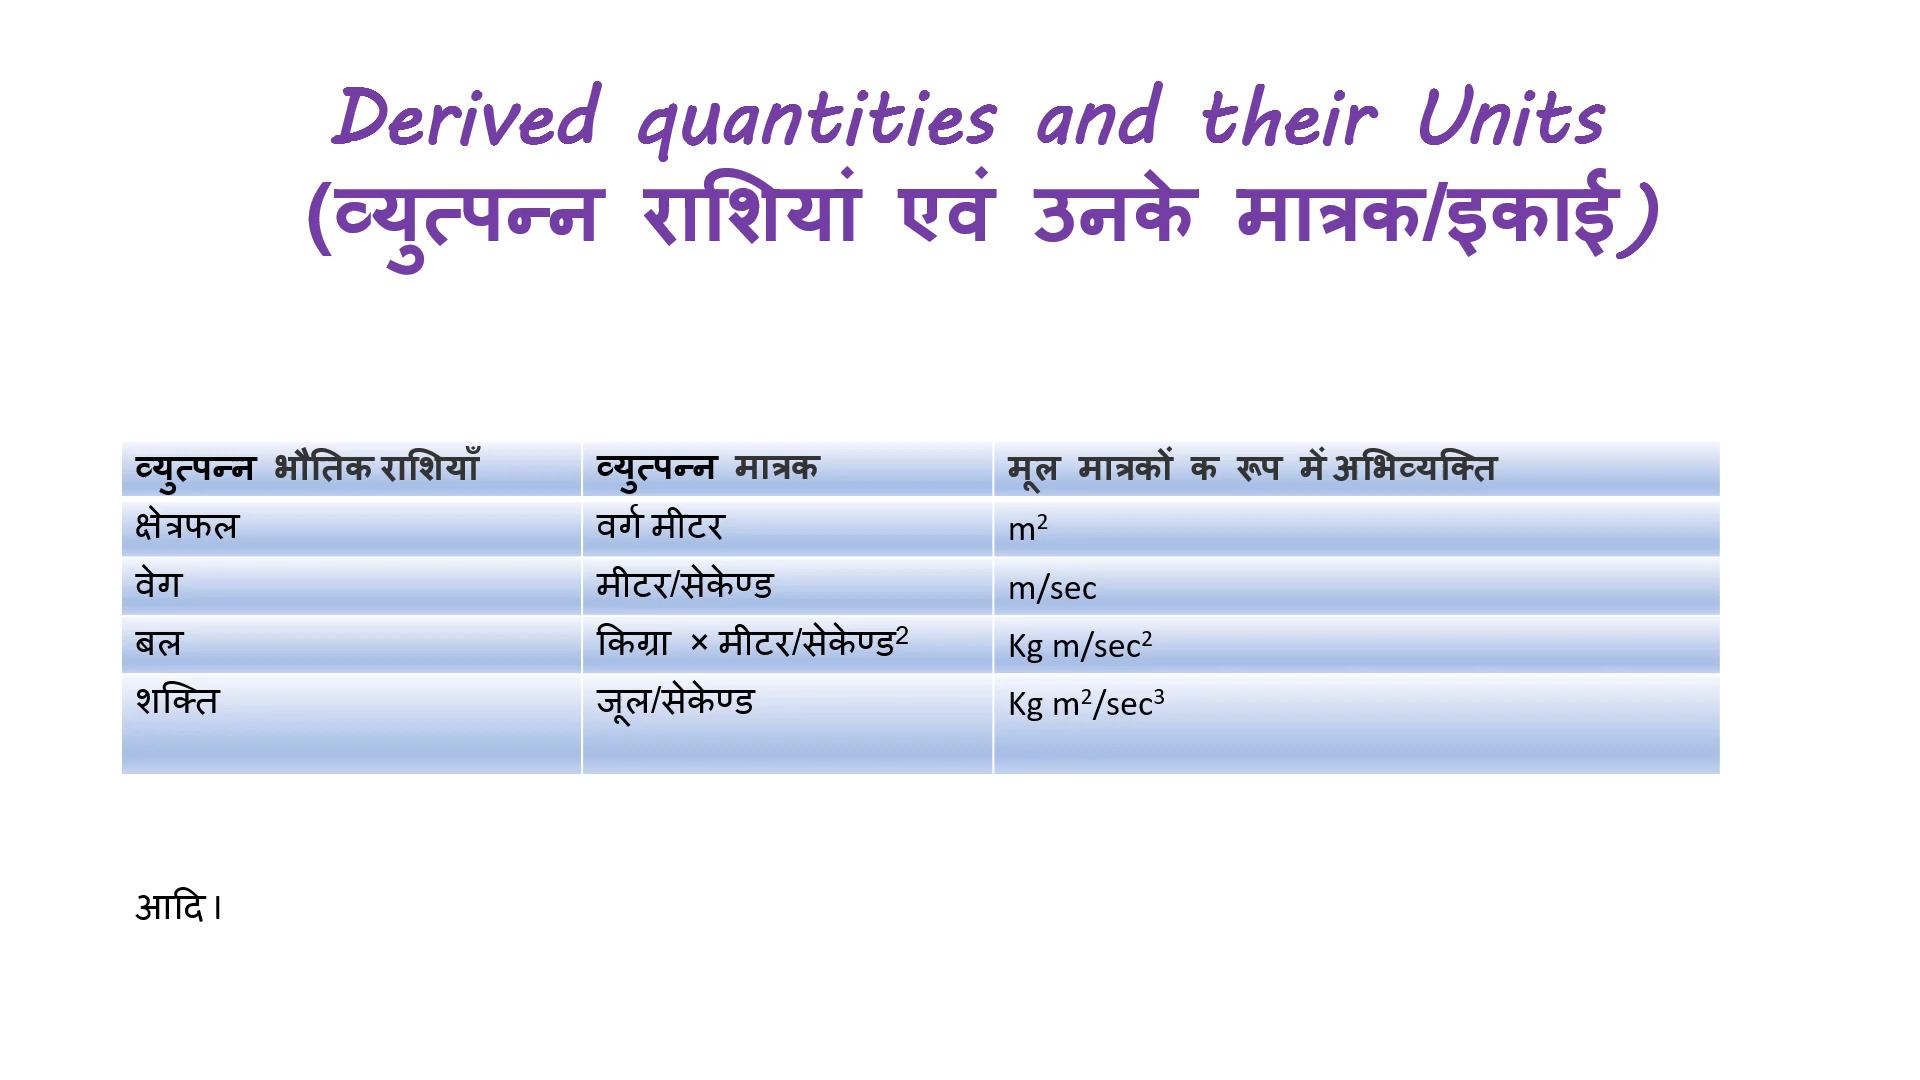 Derived quantities and their Units
(व्युत्पन्न राशियां एवं उनके मात्रक/इकाई)
व्युत्पन्न भौतिक राशियाँ व्युत्पन्न मात्रक मूल मात्रकों क रूप में अभिव्यक्ति
क्षेत्रफल वर्ग मीटर m²
वेग मीटर/सेकेण्ड m/sec
बल किग्रा × मीटर/सेकेण्ड² Kg m/sec²
शक्ति जूल/सेकेण्ड Kg m²/sec³
आदि ।